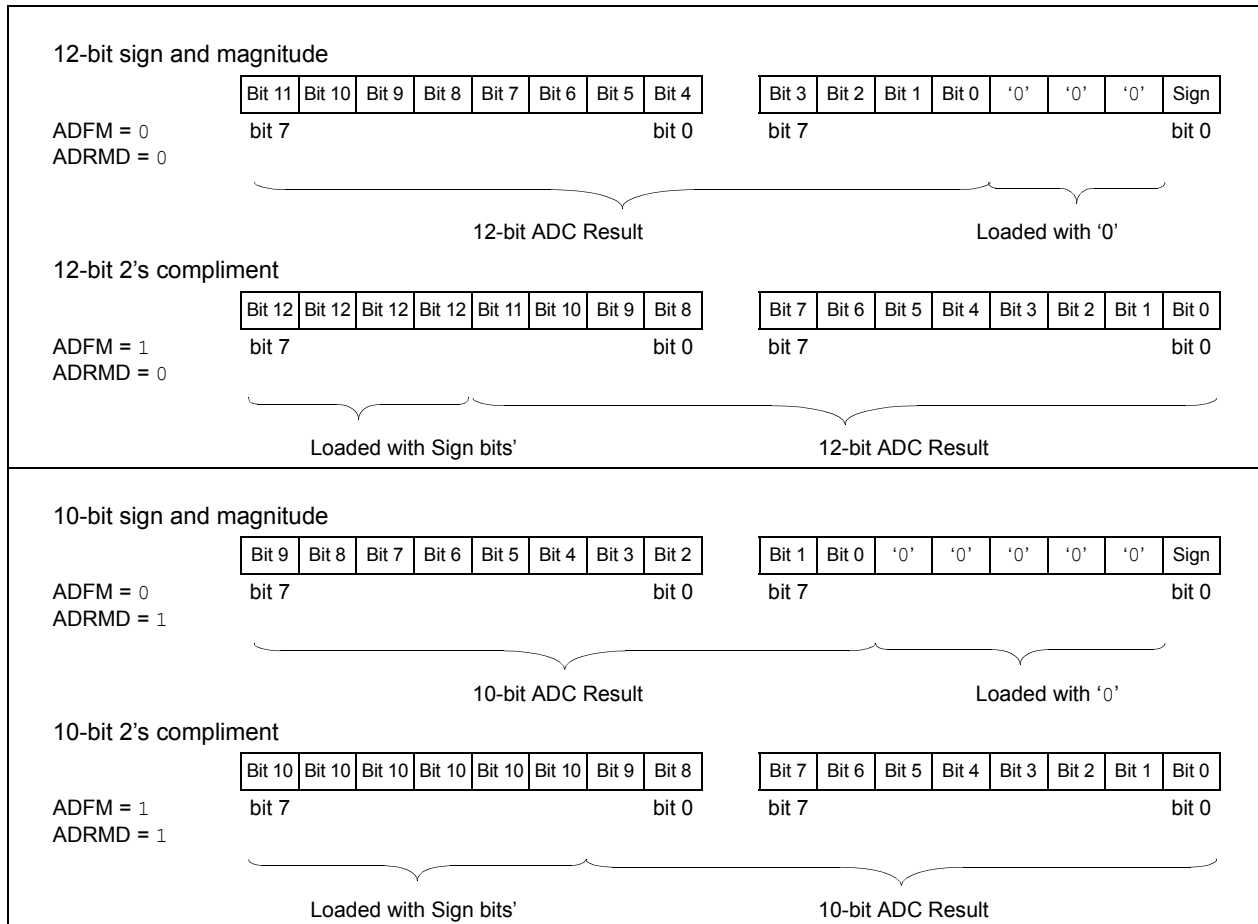 12-bit sign and magnitude
Bit 11 Bit 10 Bit 9 Bit 8 Bit 7 Bit 6 Bit 5 Bit 4 Bit 3 Bit 2 Bit 1 Bit 0 ‘0’ ‘0’ ‘0’ Sign
ADFM = 0 bit 7 bit 0 bit 7 bit 0
ADRMD = 0
12-bit ADC Result Loaded with ‘0’
12-bit 2’s compliment
Bit 12 Bit 12 Bit 12 Bit 12 Bit 11 Bit 10 Bit 9 Bit 8 Bit 7 Bit 6 Bit 5 Bit 4 Bit 3 Bit 2 Bit 1 Bit 0
ADFM = 1 bit 7 bit 0 bit 7 bit 0
ADRMD = 0
Loaded with Sign bits’ 12-bit ADC Result
10-bit sign and magnitude
Bit 9 Bit 8 Bit 7 Bit 6 Bit 5 Bit 4 Bit 3 Bit 2 Bit 1 Bit 0 ‘0’ ‘0’ ‘0’ ‘0’ ‘0’ Sign
ADFM = 0 bit 7 bit 0 bit 7 bit 0
ADRMD = 1
10-bit ADC Result Loaded with ‘0’
10-bit 2’s compliment
Bit 10 Bit 10 Bit 10 Bit 10 Bit 10 Bit 10 Bit 9 Bit 8 Bit 7 Bit 6 Bit 5 Bit 4 Bit 3 Bit 2 Bit 1 Bit 0
ADFM = 1 bit 7 bit 0 bit 7 bit 0
ADRMD = 1
Loaded with Sign bits’ 10-bit ADC Result